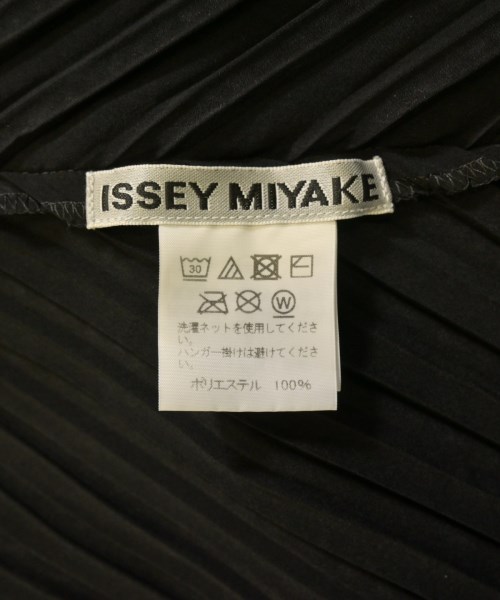 ISSEY MIYAKE
30
W
洗濯ネットを使用してくださ
い。
ハンガー掛けは避けてくださ
い。
ポリエステル 100%